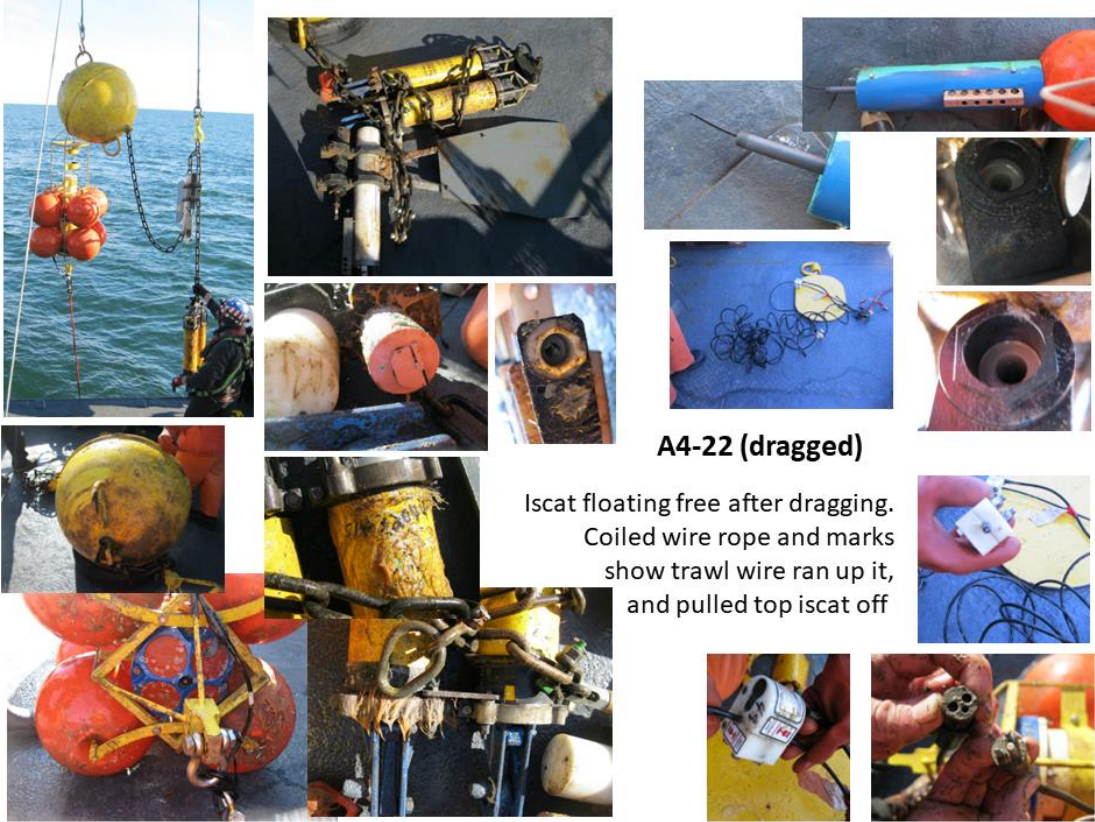 A4-22 (dragged)
Iscat floating free after dragging.
Coiled wire rope and marks
show trawl wire ran up it,
and pulled top iscat off